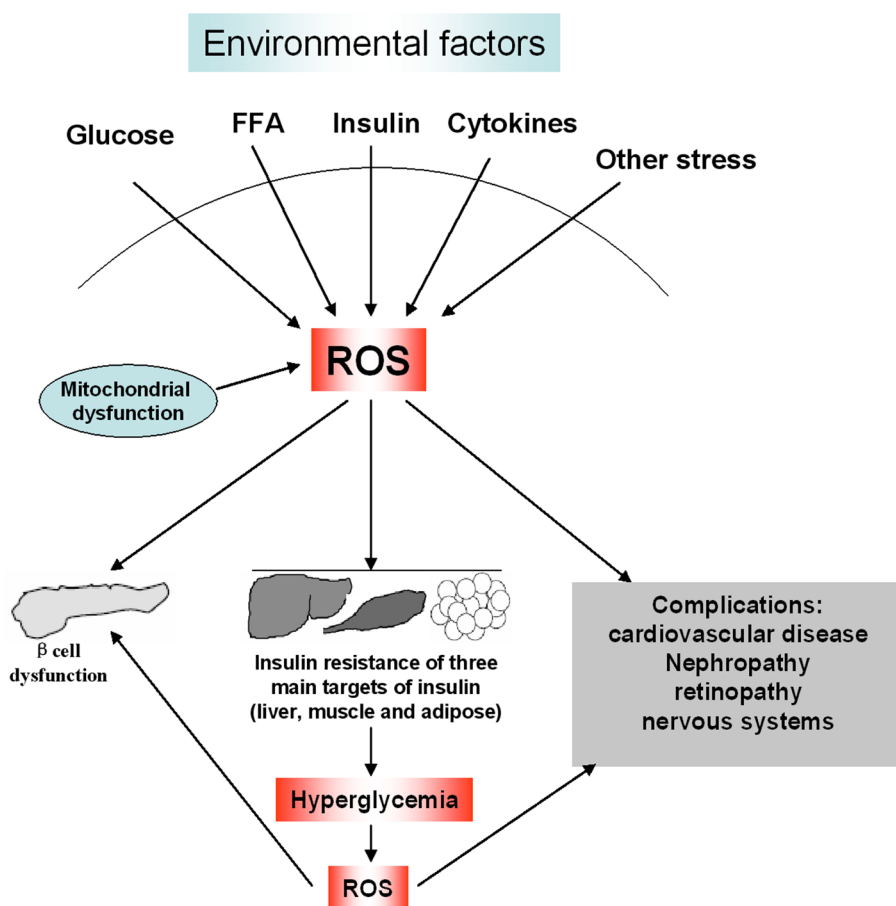 Environmental factors
Glucose
FFA
Insulin
Cytokines
Other stress
ROS
Mitochondrial
dysfunction
β cell
dysfunction
Insulin resistance of three
main targets of insulin
(liver, muscle and adipose)
Complications:
cardiovascular disease
Nephropathy
retinopathy
nervous systems
Hyperglycemia
ROS